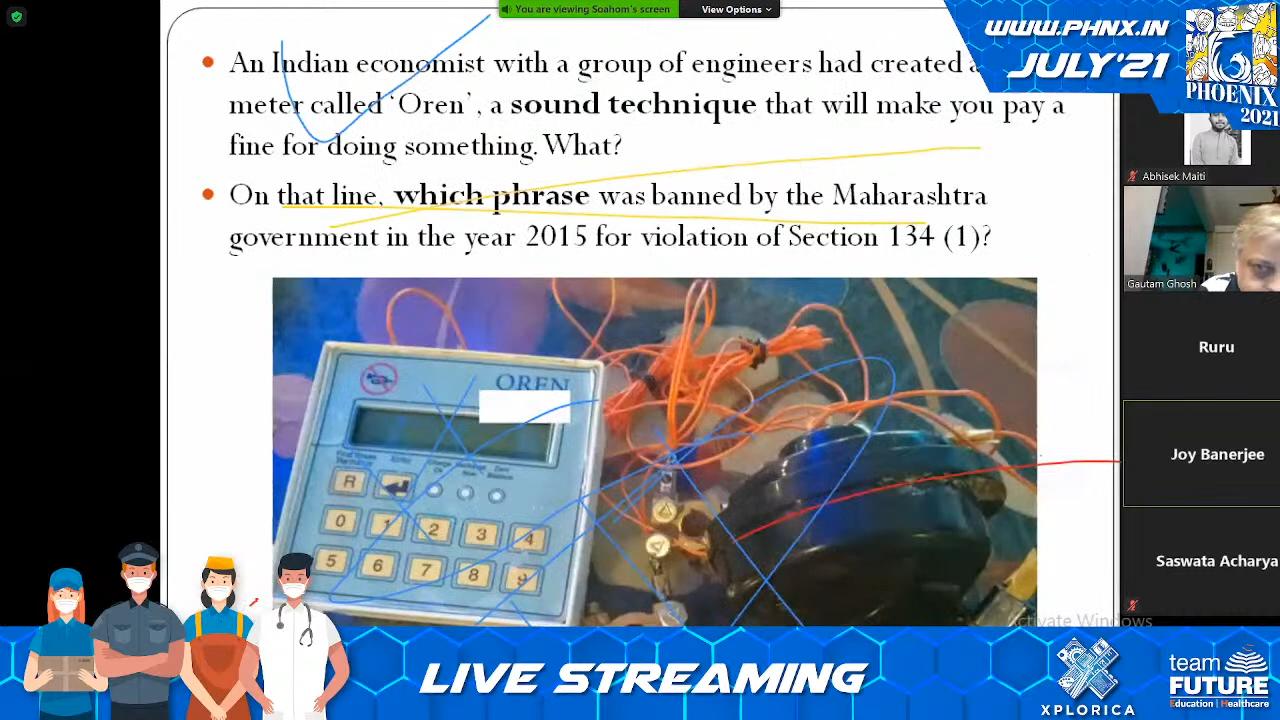 You are viewing Soahom's screen
View Options
WWW.PHNX.IN
JULY'21
PHOENIX
2021
An Indian economist with a group of engineers had created a
meter called 'Oren', a sound technique that will make you pay a
fine for doing something. What?
On that line, which phrase was banned by the Maharashtra
government in the year 2015 for violation of Section 134 (1)?
Abhisek Maiti
Gautam Ghosh
Ruru
Joy Banerjee
Saswata Acharya
OREN
R
0 1 2 3 4
5 6 7 8 9
Activate Windows
LIVE STREAMING
XPLORICA
team
FUTURE
Education | Healthcare